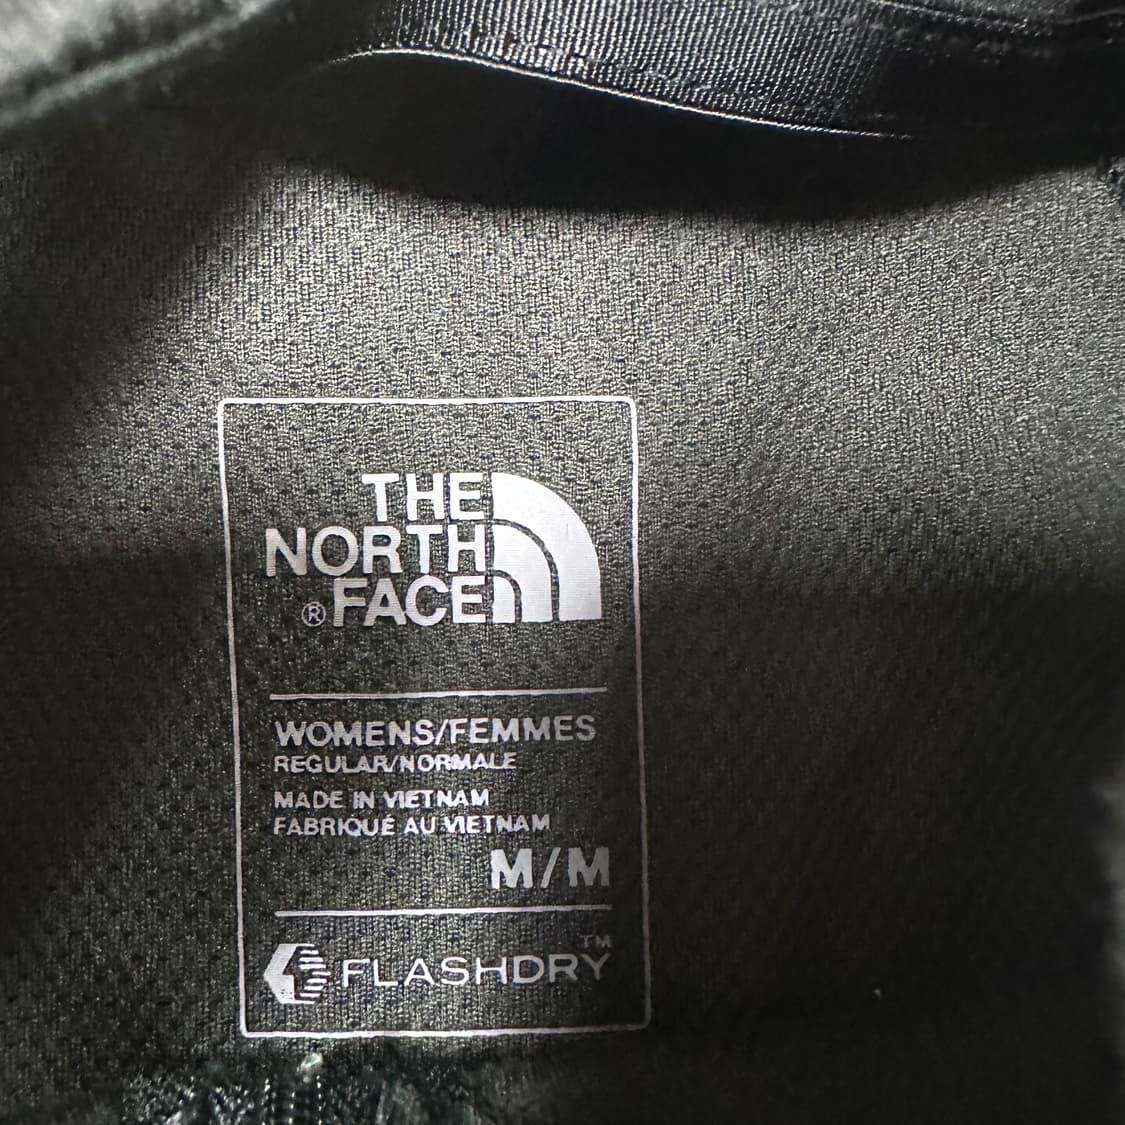 THE
NORTH
®FACE
WOMENS/FEMMES
REGULAR/NORMALE
MADE IN VIETNAM
FABRIQUÉ AU VIETNAM
M/M
FLASHDRY™